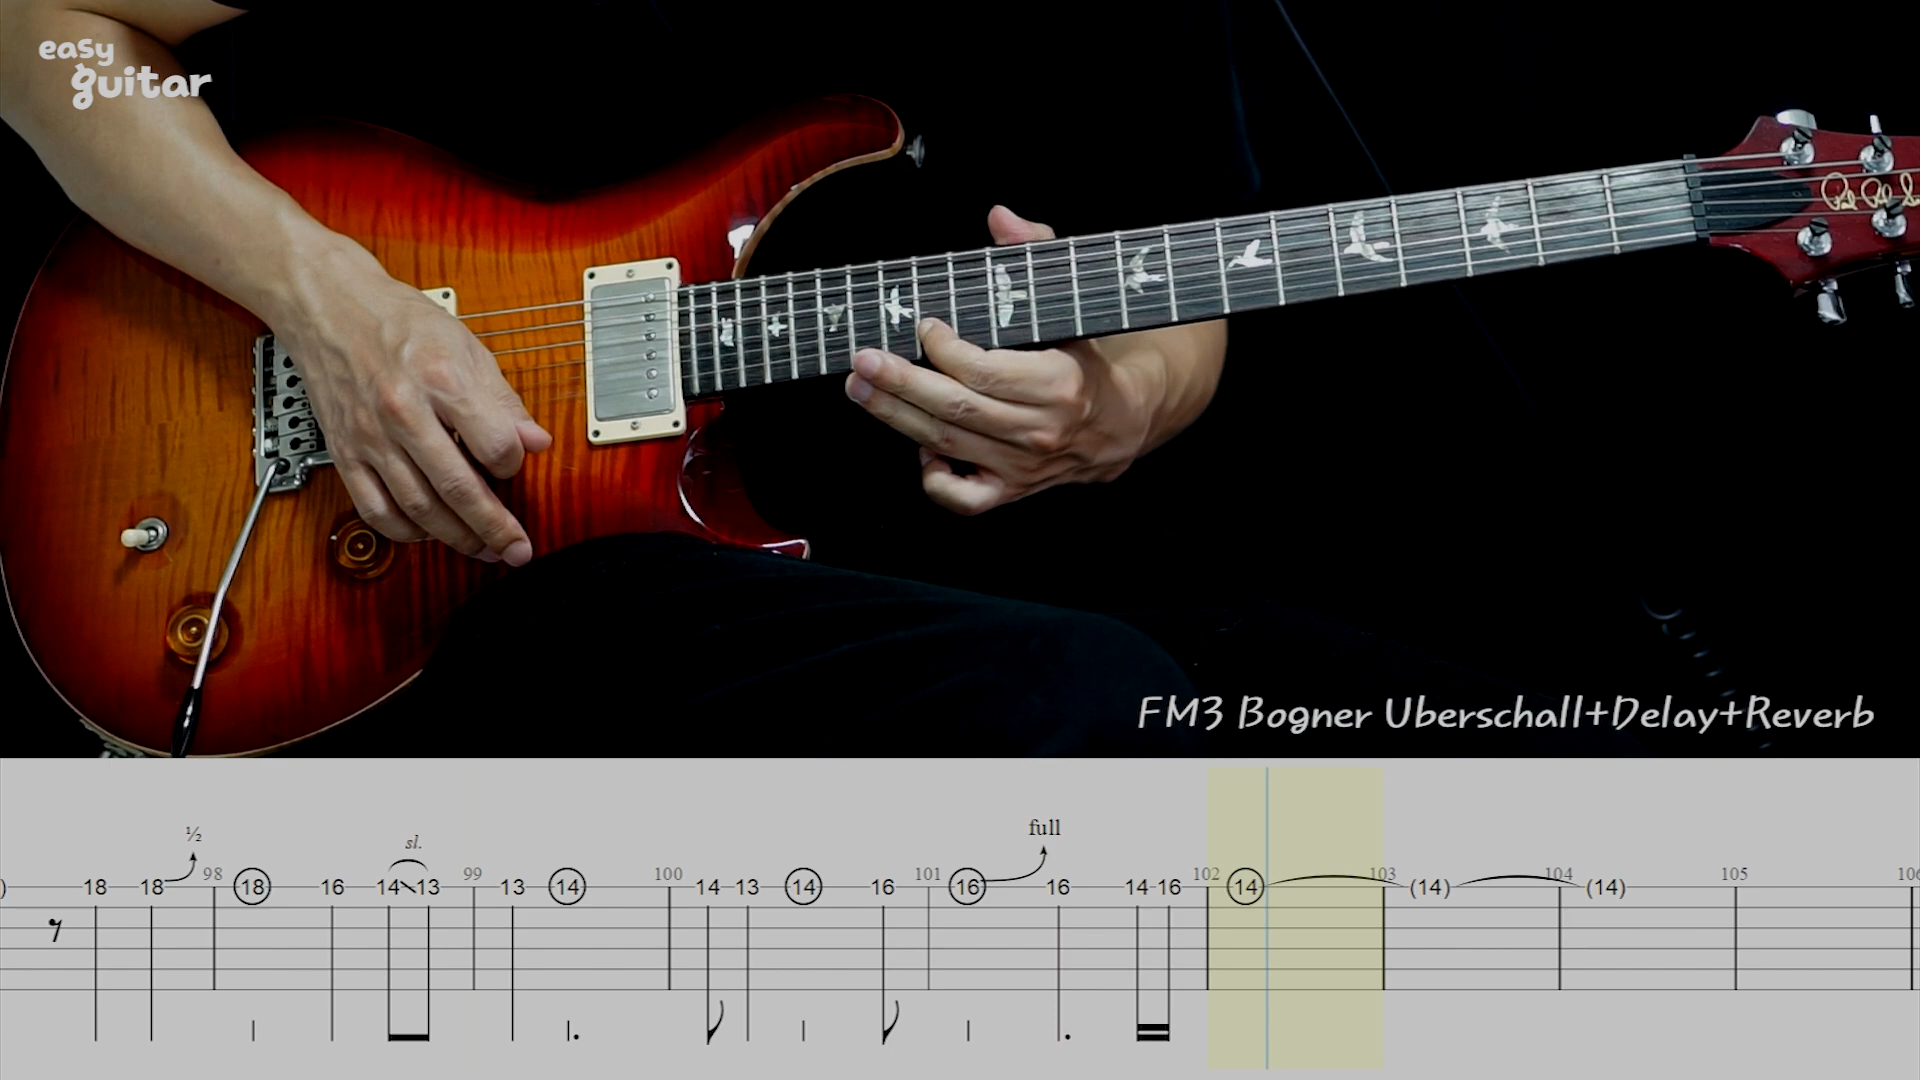 easy
guitar
FM3 Bogner Uberschall+Delay+Reverb
½ full
sl.
98 99 100 101 102 103 104 105 106
) 18 18 18 16 14 13 13 14 14 13 14 16 16 16 14 16 14 (14) (14)